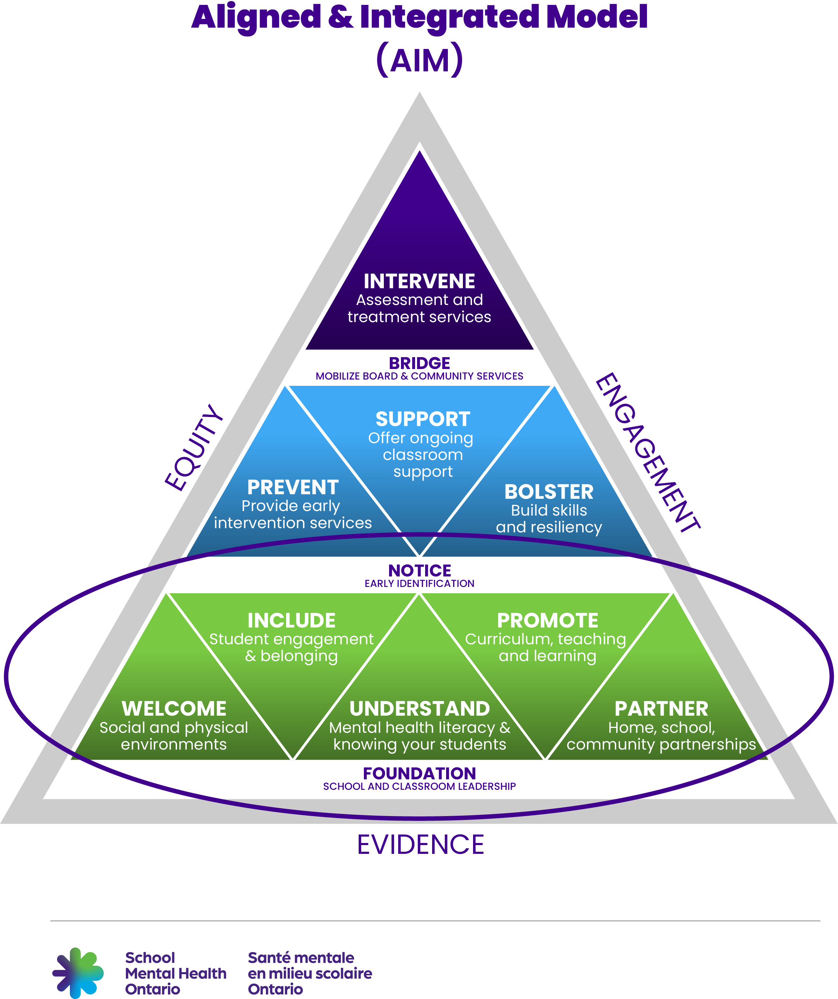 Aligned & Integrated Model
(AIM)
INTERVENE
Assessment and
treatment services
BRIDGE
MOBILIZE BOARD & COMMUNITY SERVICES
EQUITY
ENGAGEMENT
SUPPORT
Offer ongoing
classroom
support
PREVENT
Provide early
intervention services
BOLSTER
Build skills
and resiliency
NOTICE
EARLY IDENTIFICATION
INCLUDE
Student engagement
& belonging
PROMOTE
Curriculum, teaching
and learning
WELCOME
Social and physical
environments
UNDERSTAND
Mental health literacy &
knowing your students
PARTNER
Home, school,
community partnerships
FOUNDATION
SCHOOL AND CLASSROOM LEADERSHIP
EVIDENCE
School
Mental Health
Ontario
Santé mentale
en milieu scolaire
Ontario